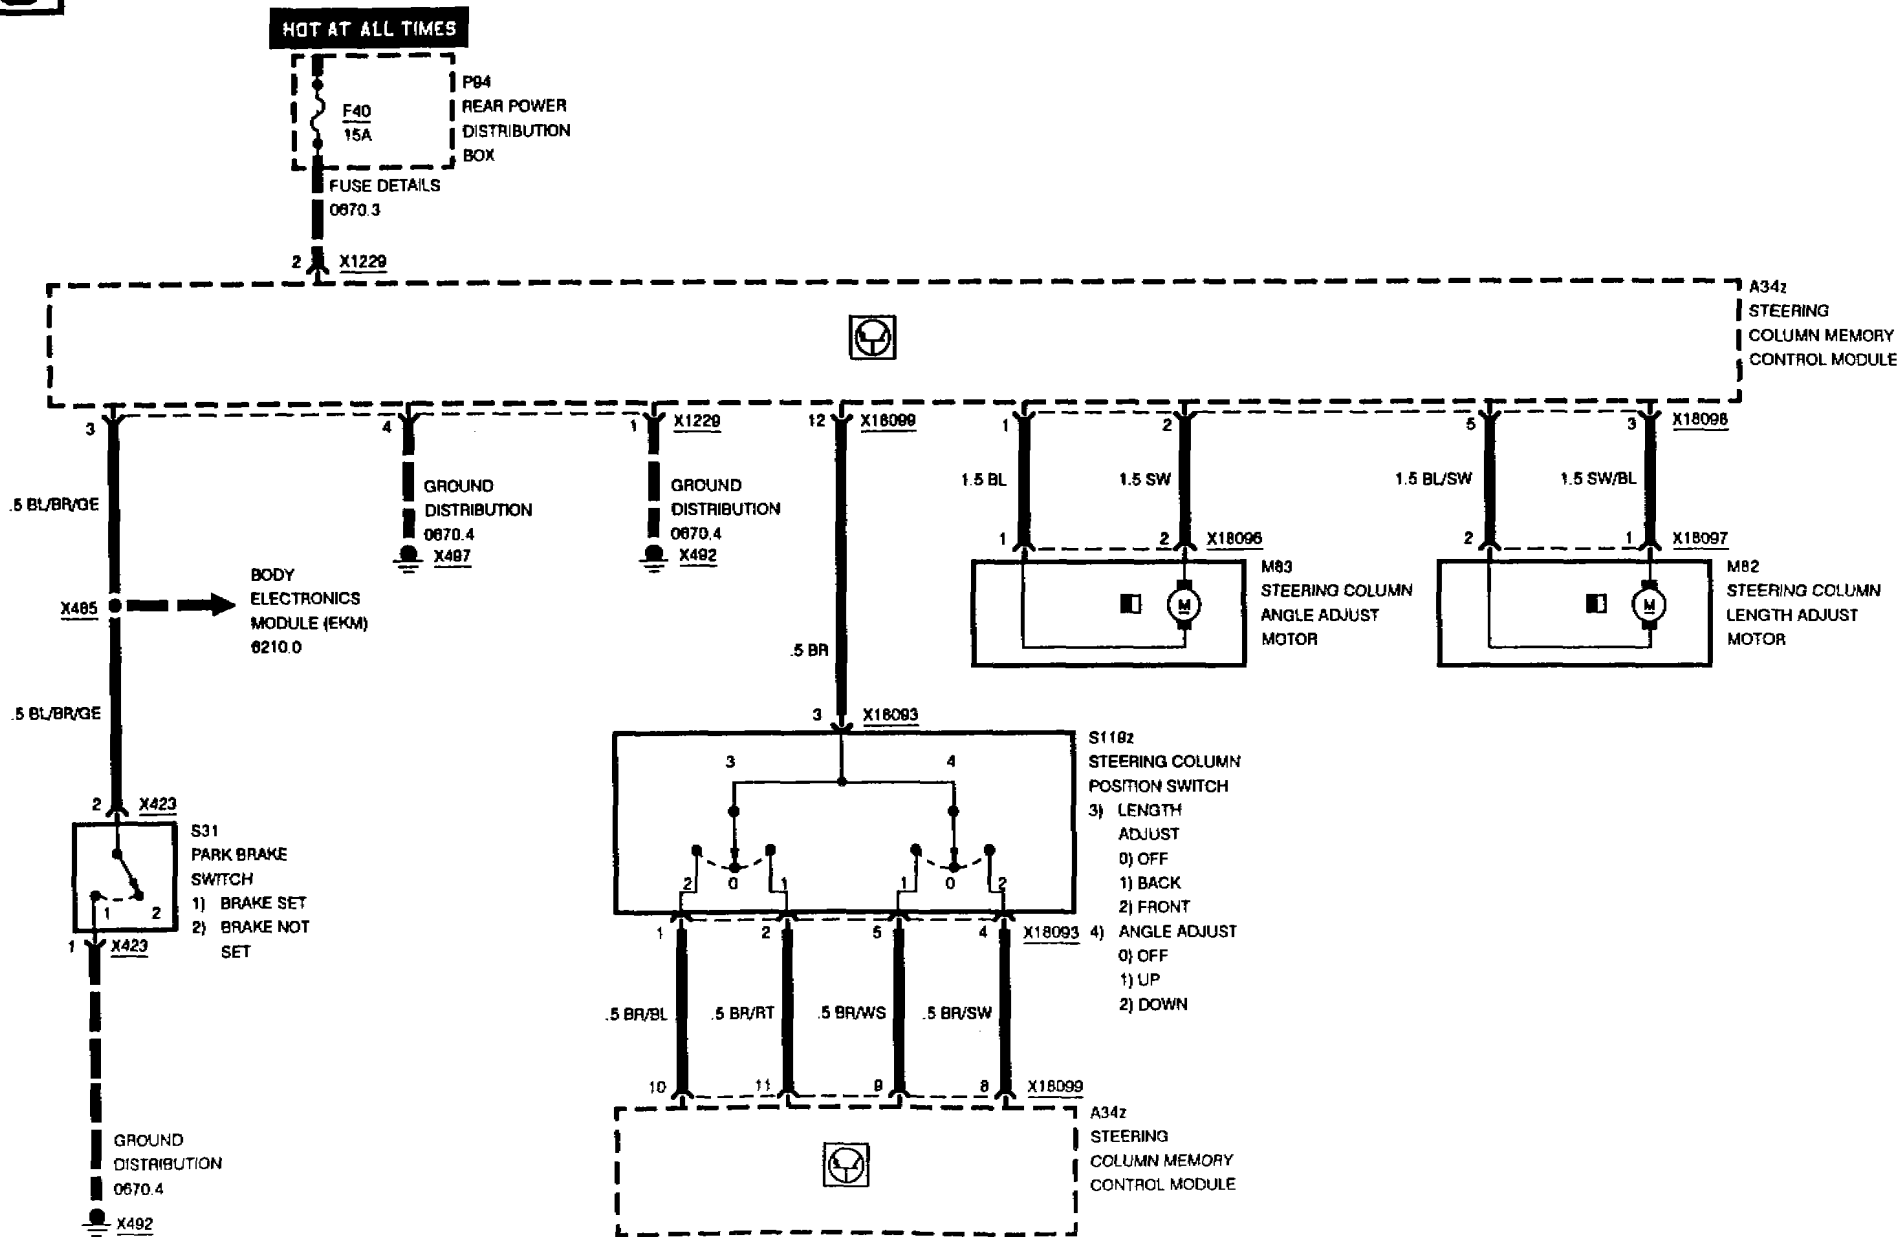 HOT AT ALL TIMES
F40
15A
P94
REAR POWER
DISTRIBUTION
BOX
FUSE DETAILS
0670.3
2 X1229
A34z
STEERING
COLUMN MEMORY
CONTROL MODULE
3 4 1 X1229 12 X18099 1 2 5 3 X18098
.5 BL/BR/GE
GROUND
DISTRIBUTION
0670.4
X497
GROUND
DISTRIBUTION
0670.4
X492
1.5 BL
1.5 SW
1.5 BL/SW
1.5 SW/BL
1 2 X18096
2 1 X18097
M
M83
STEERING COLUMN
ANGLE ADJUST
MOTOR
M
M82
STEERING COLUMN
LENGTH ADJUST
MOTOR
X485
BODY
ELECTRONICS
MODULE (EKM)
6210.0
.5 BR
.5 BL/BR/GE
3 X18093
3 4
2 0 1
1 0 2
S119z
STEERING COLUMN
POSITION SWITCH
3) LENGTH
ADJUST
0) OFF
1) BACK
2) FRONT
4) ANGLE ADJUST
0) OFF
1) UP
2) DOWN
2 X423
1 2
S31
PARK BRAKE
SWITCH
1) BRAKE SET
2) BRAKE NOT
SET
1 X423
1 2 5 4 X18093
.5 BR/BL
.5 BR/RT
.5 BR/WS
.5 BR/SW
10 11 9 8 X18099
A34z
STEERING
COLUMN MEMORY
CONTROL MODULE
GROUND
DISTRIBUTION
0670.4
X492